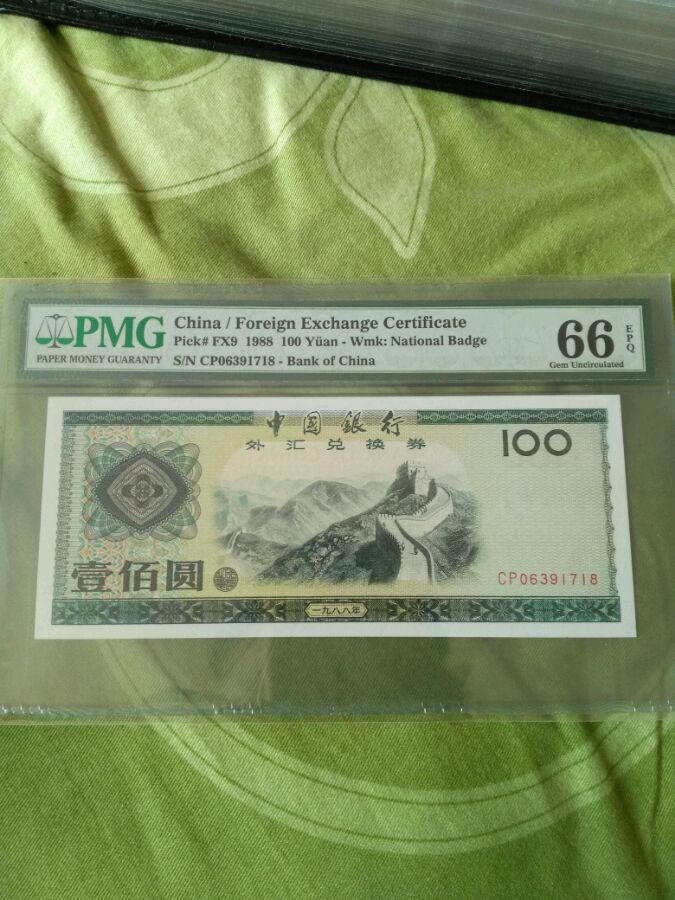 PMG
PAPER MONEY GUARANTY
China / Foreign Exchange Certificate
Pick# FX9 1988 100 Yüan - Wmk: National Badge
S/N CP06391718 - Bank of China
66 EPQ
Gem Uncirculated
中国銀行
外汇兑换券
100
壹佰圆
CP06391718
一九八八年